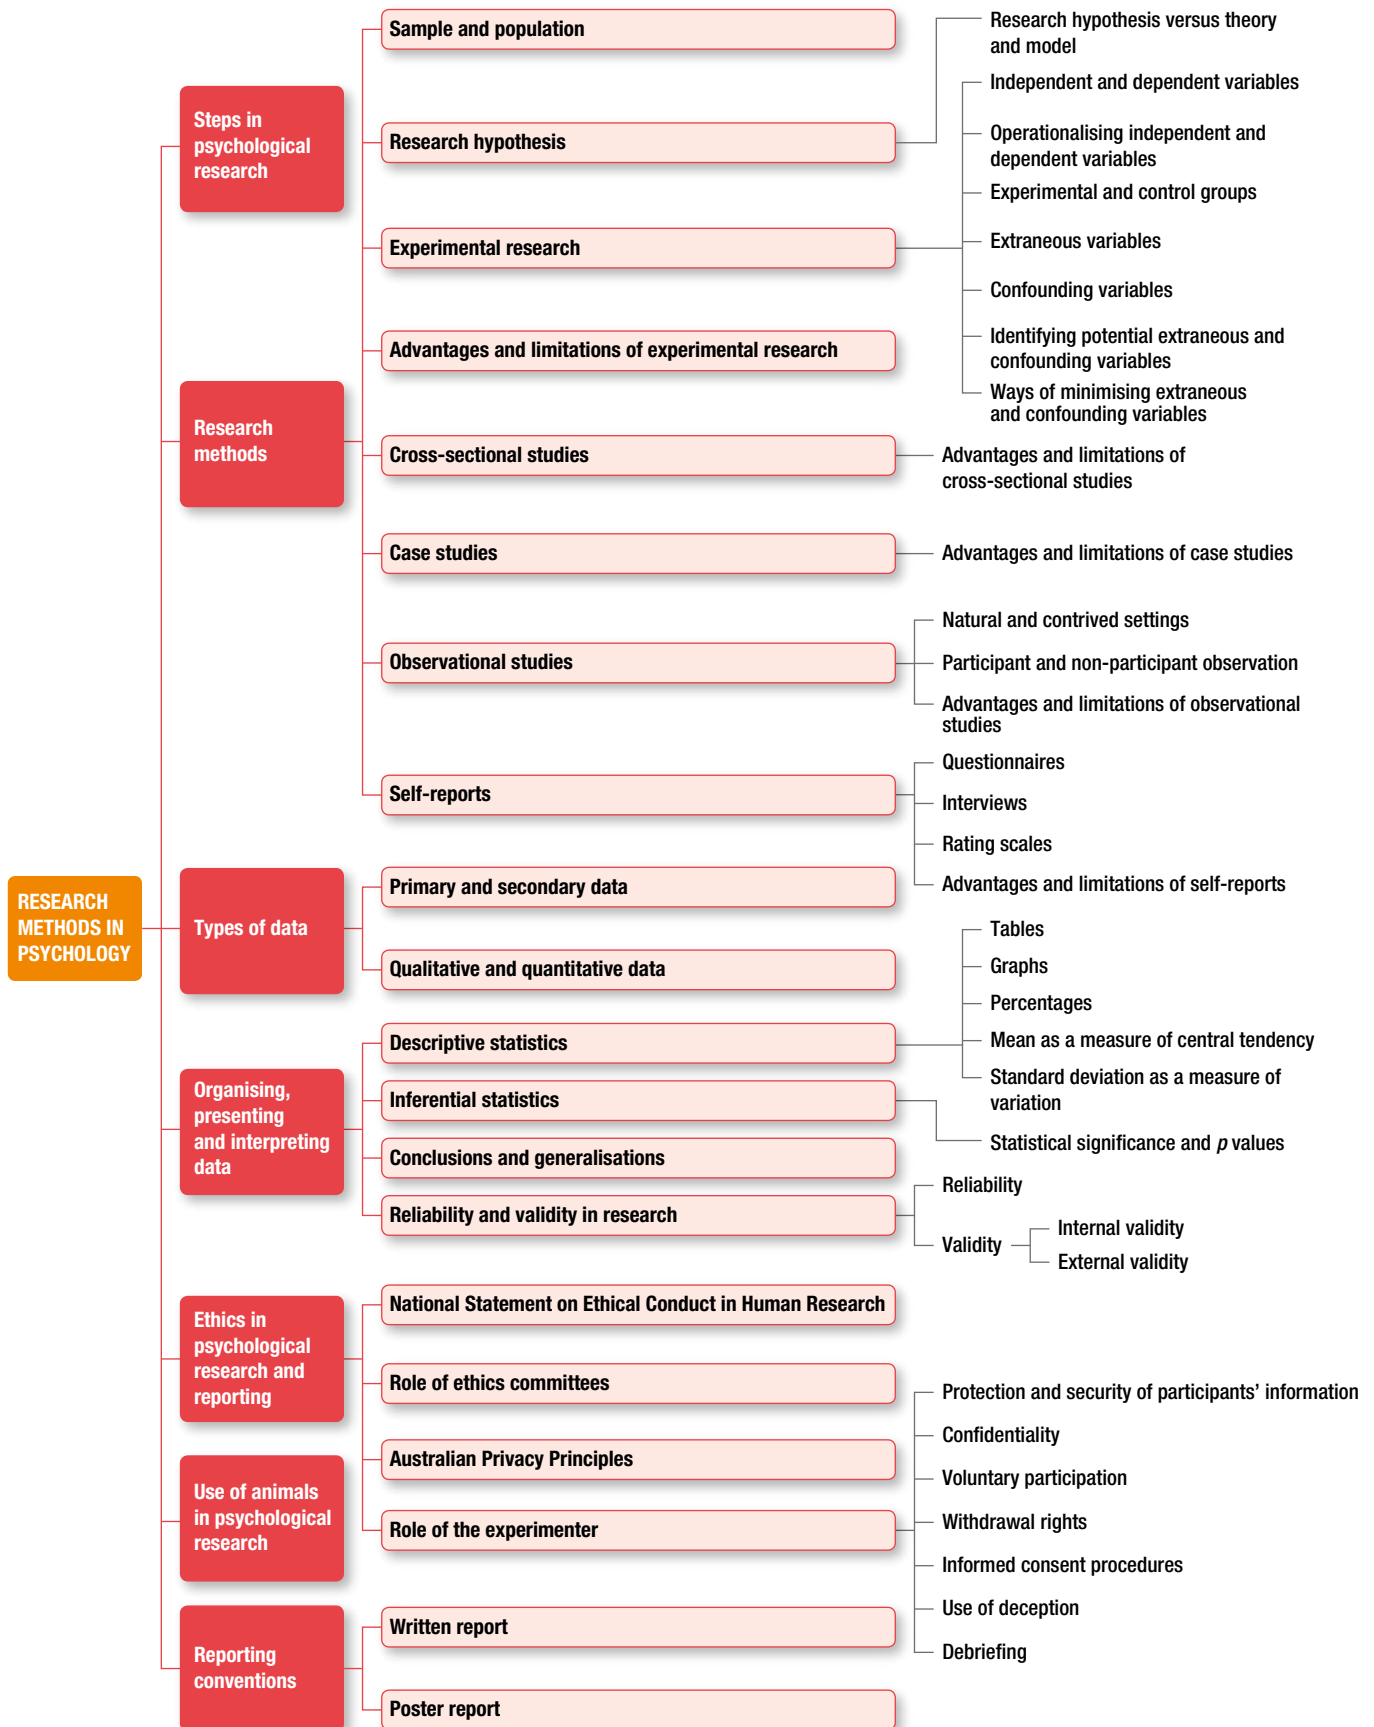 RESEARCH
METHODS IN
PSYCHOLOGY
Steps in
psychological
research
Research
methods
Sample and population
Research hypothesis
Research hypothesis versus theory
and model
Experimental research
Independent and dependent variables
Operationalising independent and
dependent variables
Experimental and control groups
Extraneous variables
Confounding variables
Identifying potential extraneous and
confounding variables
Ways of minimising extraneous
and confounding variables
Advantages and limitations of experimental research
Cross-sectional studies
Advantages and limitations of
cross-sectional studies
Case studies
Advantages and limitations of case studies
Observational studies
Natural and contrived settings
Participant and non-participant observation
Advantages and limitations of observational
studies
Self-reports
Questionnaires
Interviews
Rating scales
Advantages and limitations of self-reports
Types of data
Primary and secondary data
Qualitative and quantitative data
Organising,
presenting
and interpreting
data
Descriptive statistics
Tables
Graphs
Percentages
Mean as a measure of central tendency
Standard deviation as a measure of
variation
Inferential statistics
Statistical significance and p values
Conclusions and generalisations
Reliability and validity in research
Reliability
Validity
Internal validity
External validity
Ethics in
psychological
research and
reporting
National Statement on Ethical Conduct in Human Research
Role of ethics committees
Australian Privacy Principles
Role of the experimenter
Protection and security of participants’ information
Confidentiality
Voluntary participation
Withdrawal rights
Informed consent procedures
Use of deception
Debriefing
Use of animals
in psychological
research
Reporting
conventions
Written report
Poster report